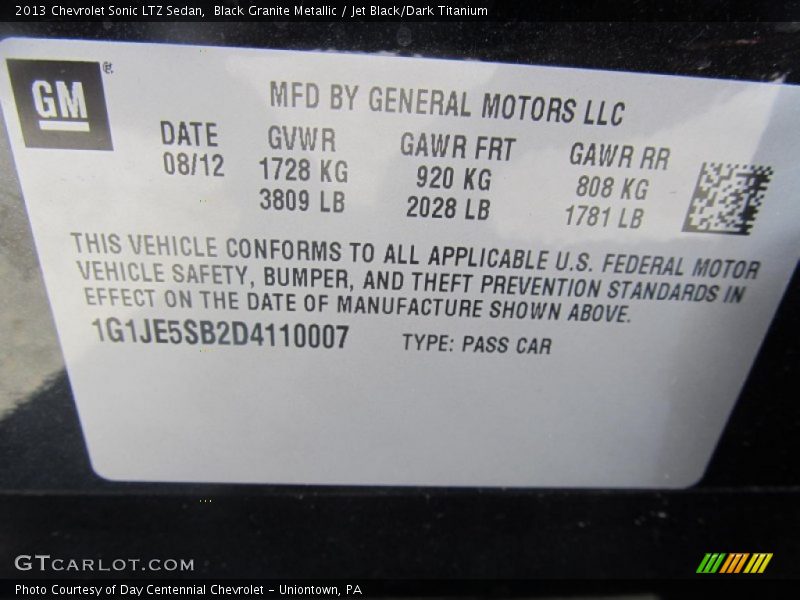 2013 Chevrolet Sonic LTZ Sedan, Black Granite Metallic / Jet Black/Dark Titanium
GM®
MFD BY GENERAL MOTORS LLC
DATE GVWR GAWR FRT GAWR RR
08/12 1728 KG 920 KG 808 KG
3809 LB 2028 LB 1781 LB
THIS VEHICLE CONFORMS TO ALL APPLICABLE U.S. FEDERAL MOTOR
VEHICLE SAFETY, BUMPER, AND THEFT PREVENTION STANDARDS IN
EFFECT ON THE DATE OF MANUFACTURE SHOWN ABOVE.
1G1JE5SB2D4110007 TYPE: PASS CAR
GTCARLOT.COM
Photo Courtesy of Day Centennial Chevrolet - Uniontown, PA